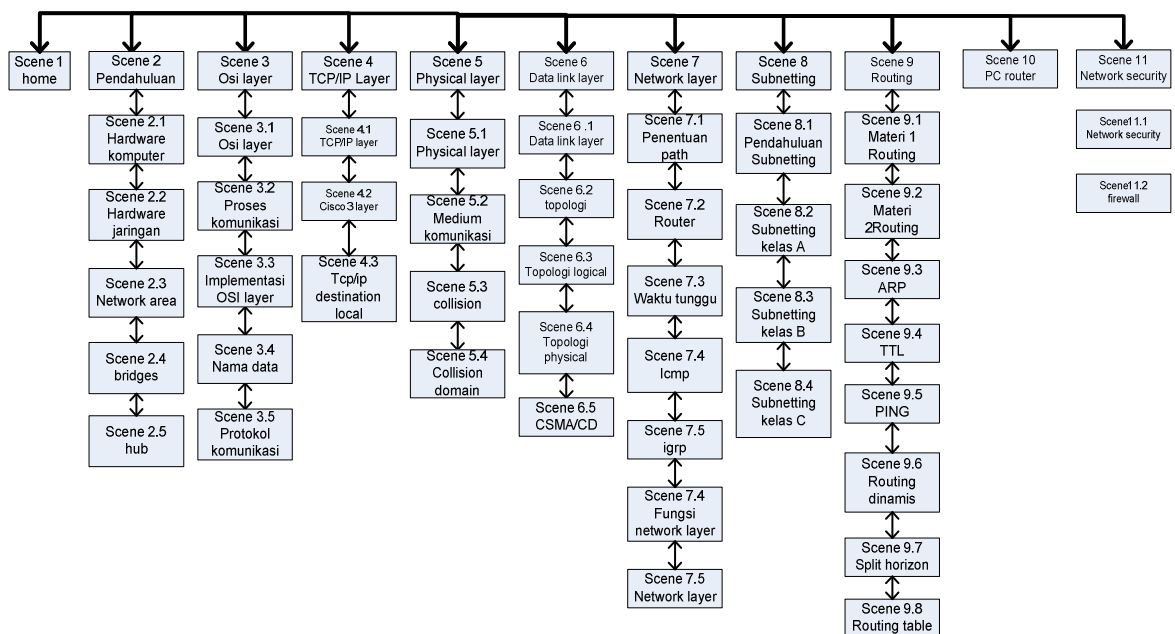 Scene 1
home
Scene 2
Pendahuluan
Scene 2.1
Hardware
komputer
Scene 2.2
Hardware
jaringan
Scene 2.3
Network area
Scene 2.4
bridges
Scene 2.5
hub
Scene 3
Osi layer
Scene 3.1
Osi layer
Scene 3.2
Proses
komunikasi
Scene 3.3
Implementasi
OSI layer
Scene 3.4
Nama data
Scene 3.5
Protokol
komunikasi
Scene 4
TCP/IP Layer
Scene 4.1
TCP/IP layer
Scene 4.2
Cisco 3 layer
Scene 4.3
Tcp/ip
destination
local
Scene 5
Physical layer
Scene 5.1
Physical layer
Scene 5.2
Medium
komunikasi
Scene 5.3
collision
Scene 5.4
Collision
domain
Scene 6
Data link layer
Scene 6 .1
Data link layer
Scene 6.2
topologi
Scene 6.3
Topologi logical
Scene 6.4
Topologi
physical
Scene 6.5
CSMA/CD
Scene 7
Network layer
Scene 7.1
Penentuan
path
Scene 7.2
Router
Scene 7.3
Waktu tunggu
Scene 7.4
Icmp
Scene 7.5
igrp
Scene 7.4
Fungsi
network layer
Scene 7.5
Network layer
Scene 8
Subnetting
Scene 8.1
Pendahuluan
Subnetting
Scene 8.2
Subnetting
kelas A
Scene 8.3
Subnetting
kelas B
Scene 8.4
Subnetting
kelas C
Scene 9
Routing
Scene 9.1
Materi 1
Routing
Scene 9.2
Materi
2Routing
Scene 9.3
ARP
Scene 9.4
TTL
Scene 9.5
PING
Scene 9.6
Routing
dinamis
Scene 9.7
Split horizon
Scene 9.8
Routing table
Scene 10
PC router
Scene 11
Network security
Scene11.1
Network security
Scene11.2
firewall